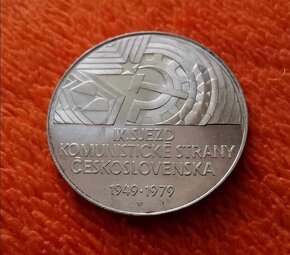 IX.SJEZD
KOMUNISTICKÉ STRANY
ČESKOSLOVENSKA
1949·1979